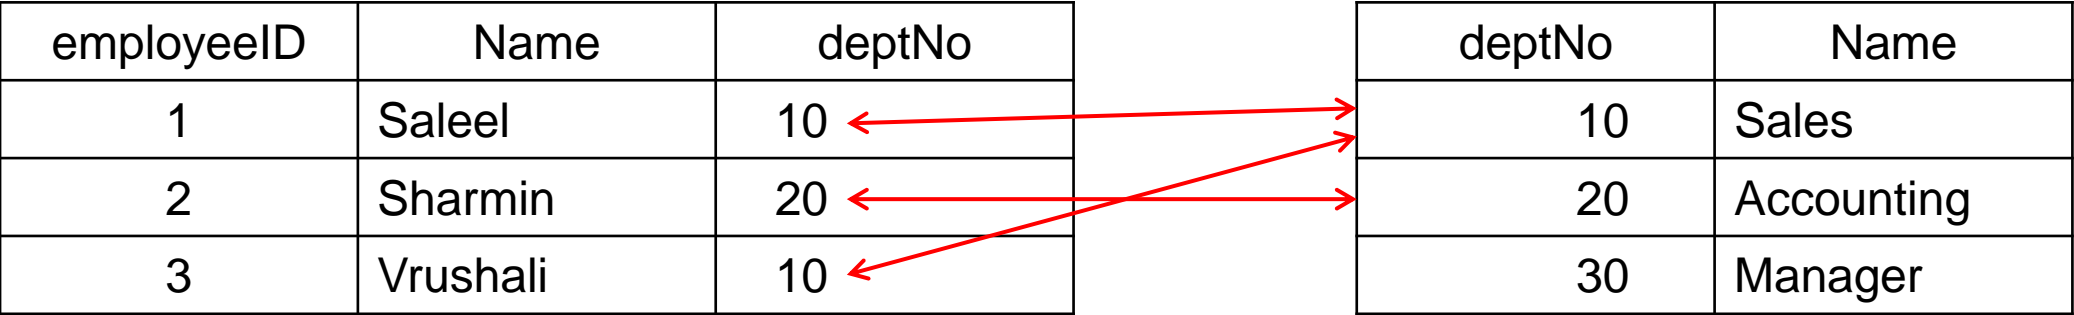 employeeID Name deptNo deptNo Name
1 Saleel 10 10 Sales
2 Sharmin 20 20 Accounting
3 Vrushali 10 30 Manager